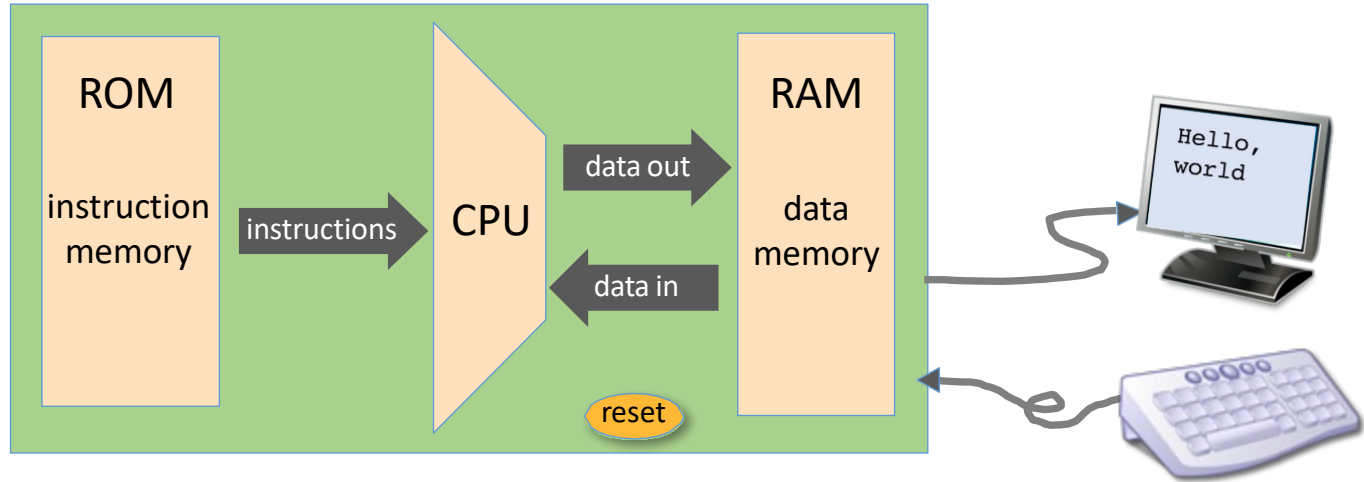 ROM
instruction
memory
instructions
CPU
data out
data in
RAM
data
memory
reset
Hello,
world